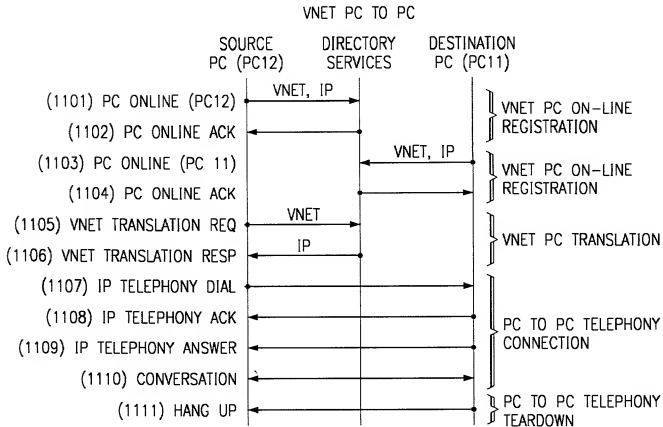 VNET PC TO PC
SOURCE PC (PC12)
DIRECTORY SERVICES
DESTINATION PC (PC11)
(1101) PC ONLINE (PC12)
VNET, IP
(1102) PC ONLINE ACK
VNET PC ON-LINE
REGISTRATION
(1103) PC ONLINE (PC 11)
VNET, IP
(1104) PC ONLINE ACK
VNET PC ON-LINE
REGISTRATION
(1105) VNET TRANSLATION REQ
VNET
(1106) VNET TRANSLATION RESP
IP
VNET PC TRANSLATION
(1107) IP TELEPHONY DIAL
(1108) IP TELEPHONY ACK
(1109) IP TELEPHONY ANSWER
(1110) CONVERSATION
PC TO PC TELEPHONY
CONNECTION
(1111) HANG UP
PC TO PC TELEPHONY
TEARDOWN